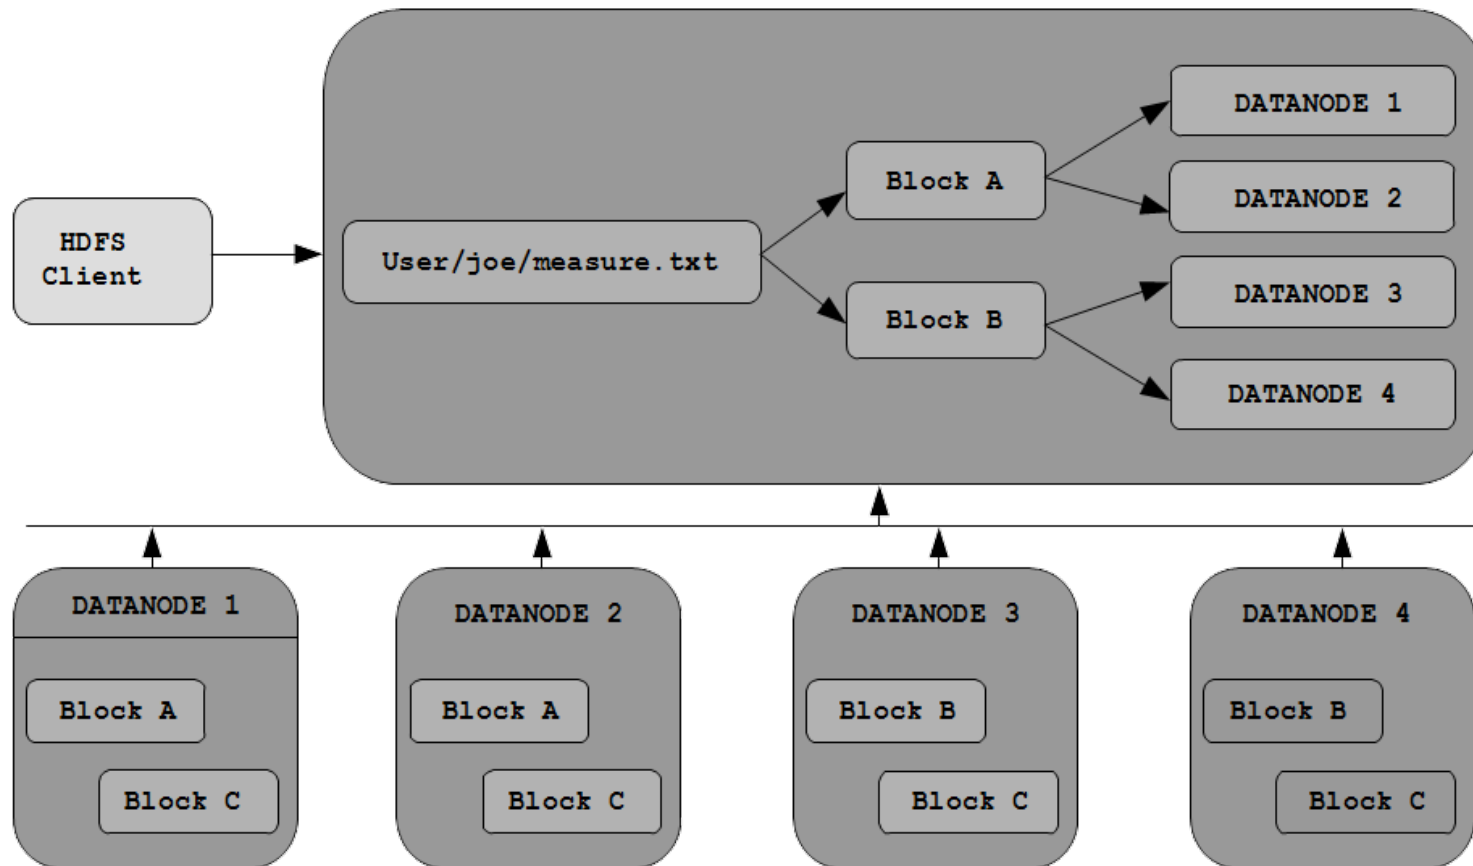 HDFS
Client
User/joe/measure.txt
Block A
Block B
DATANODE 1
DATANODE 2
DATANODE 3
DATANODE 4
DATANODE 1
Block A
Block C
DATANODE 2
Block A
Block C
DATANODE 3
Block B
Block C
DATANODE 4
Block B
Block C